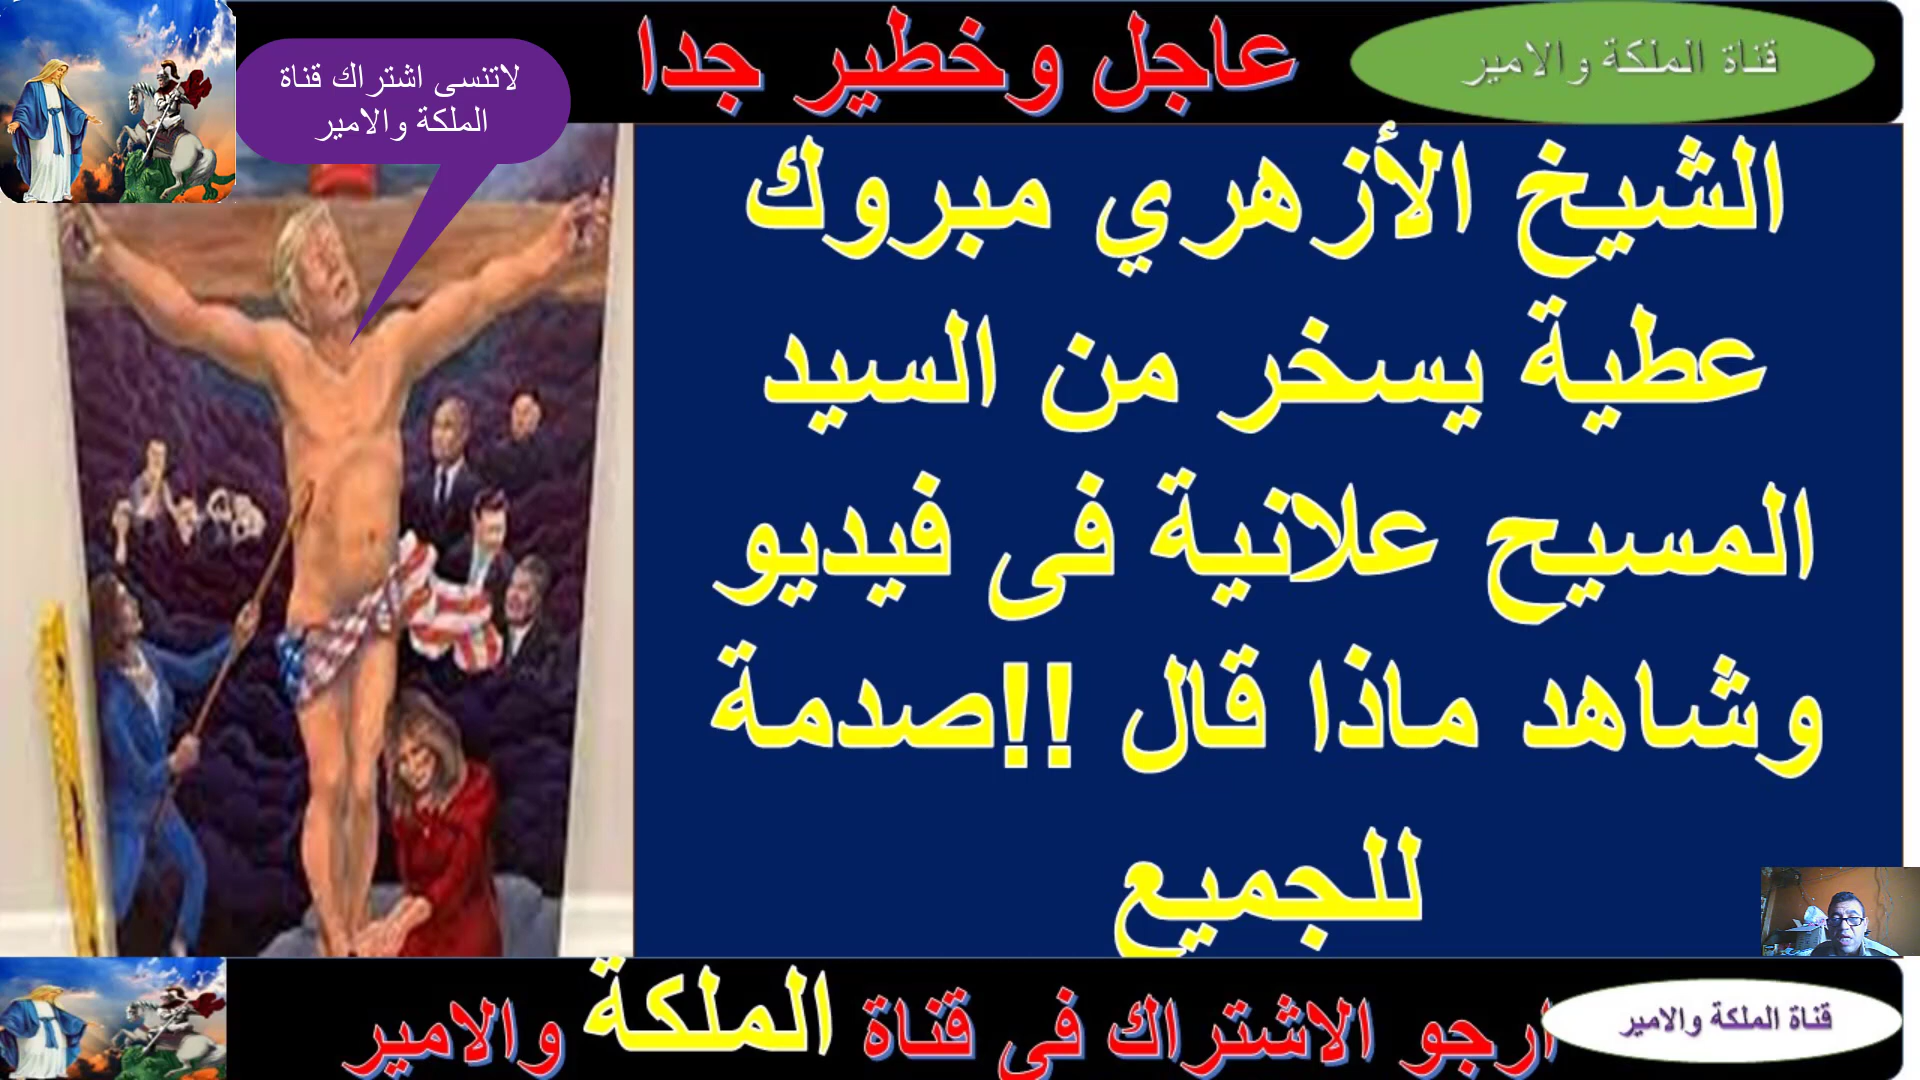 عاجل وخطير جدا
قناة الملكة والامير
لاتنسى اشتراك قناة
الملكة والامير
الشيخ الأزهري مبروك
عطية يسخر من السيد
المسيح علانية فى فيديو
وشاهد ماذا قال !!صدمة
للجميع
ارجو الاشتراك فى قناة الملكة والامير
قناة الملكة والامير